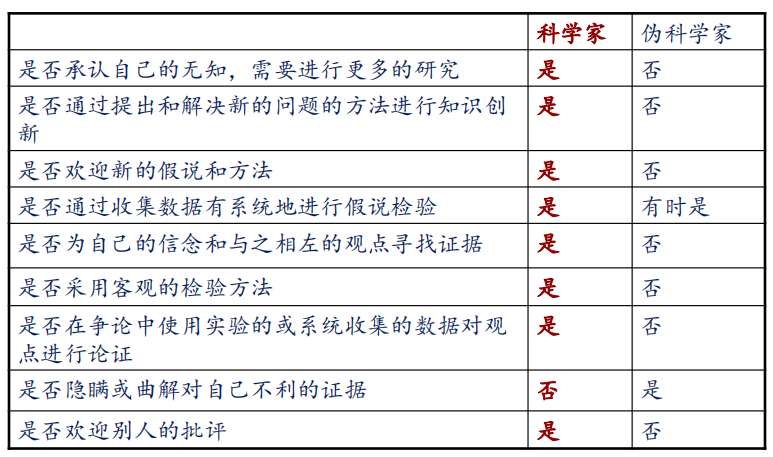 科学家 伪科学家
是否承认自己的无知，需要进行更多的研究 是 否
是否通过提出和解决新的问题的方法进行知识创
新 是 否
是否欢迎新的假说和方法 是 否
是否通过收集数据有系统地进行假说检验 是 有时是
是否为自己的信念和与之相左的观点寻找证据 是 否
是否采用客观的检验方法 是 否
是否在争论中使用实验的或系统收集的数据对观
点进行论证 是 否
是否隐瞒或曲解对自己不利的证据 否 是
是否欢迎别人的批评 是 否